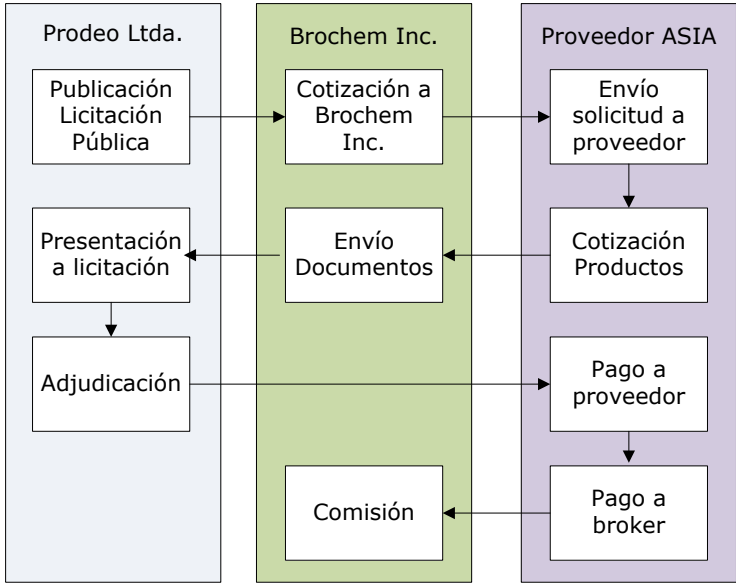 Prodeo Ltda.
Brochem Inc.
Proveedor ASIA
Publicación
Licitación
Pública
Cotización a
Brochem
Inc.
Envío
solicitud a
proveedor
Presentación
a licitación
Envío
Documentos
Cotización
Productos
Adjudicación
Pago a
proveedor
Comisión
Pago a
broker